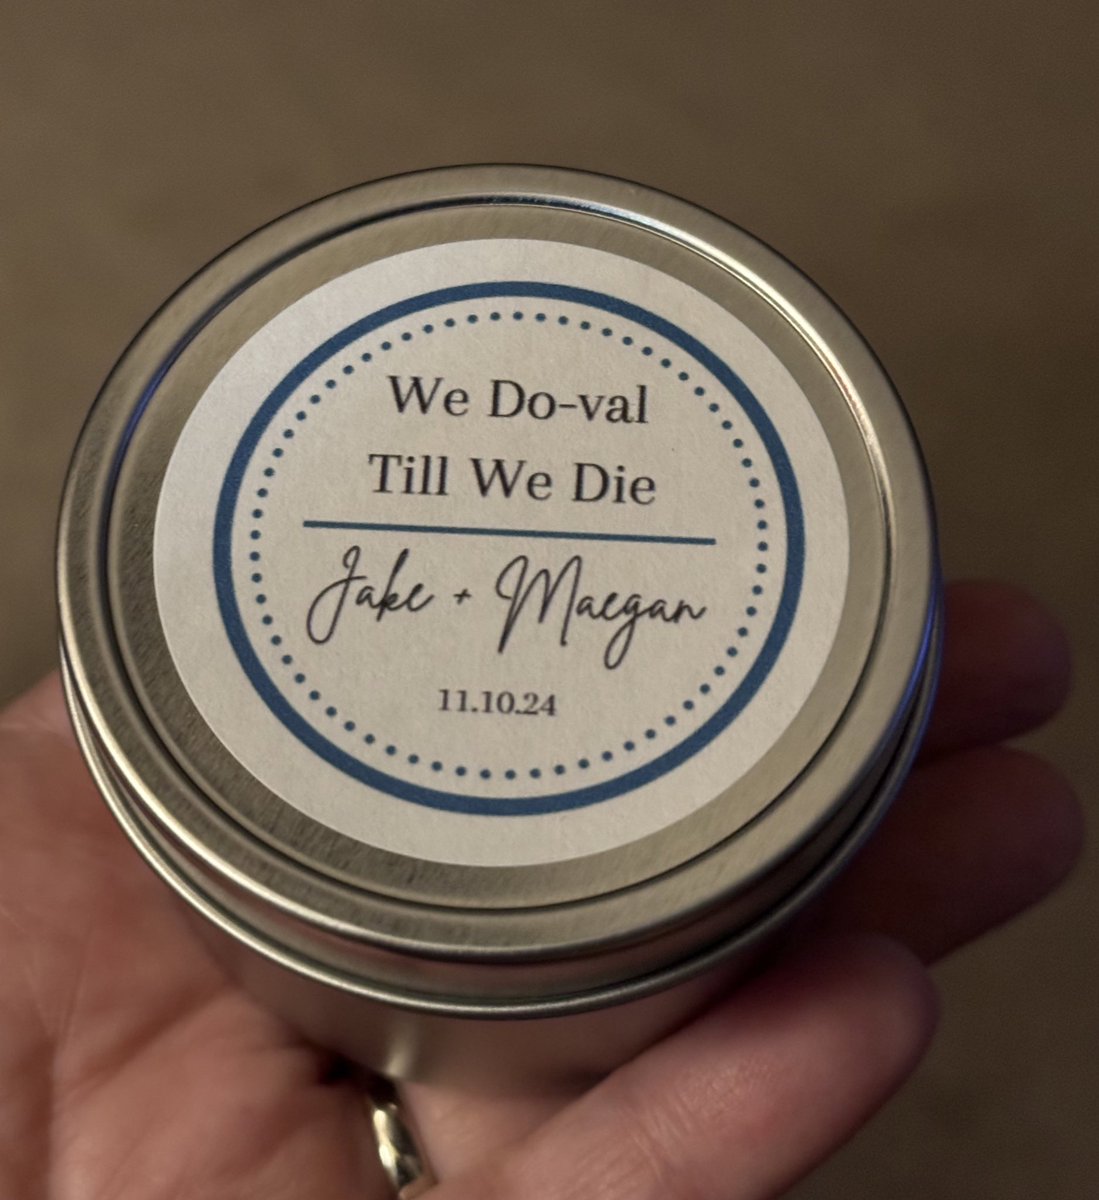 We Do-val
Till We Die
Jake + Maegan
11.10.24